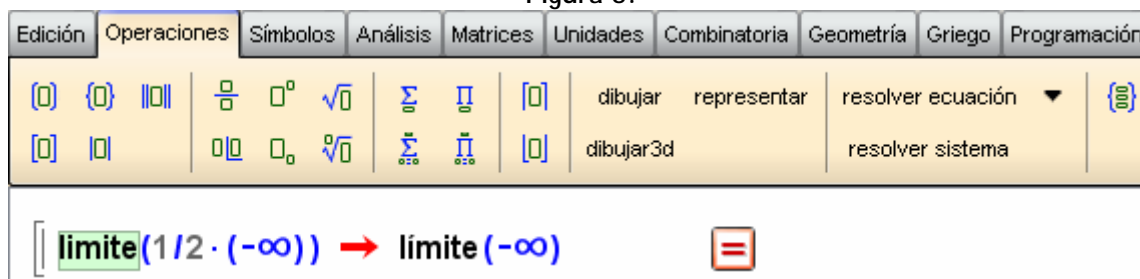 Figura
Edición Operaciones Símbolos Análisis Matrices Unidades Combinatoria Geometría Griego Programación
dibujar representar resolver ecuación
dibujar3d resolver sistema
limite(1/2 · (-∞)) → límite (-∞) =